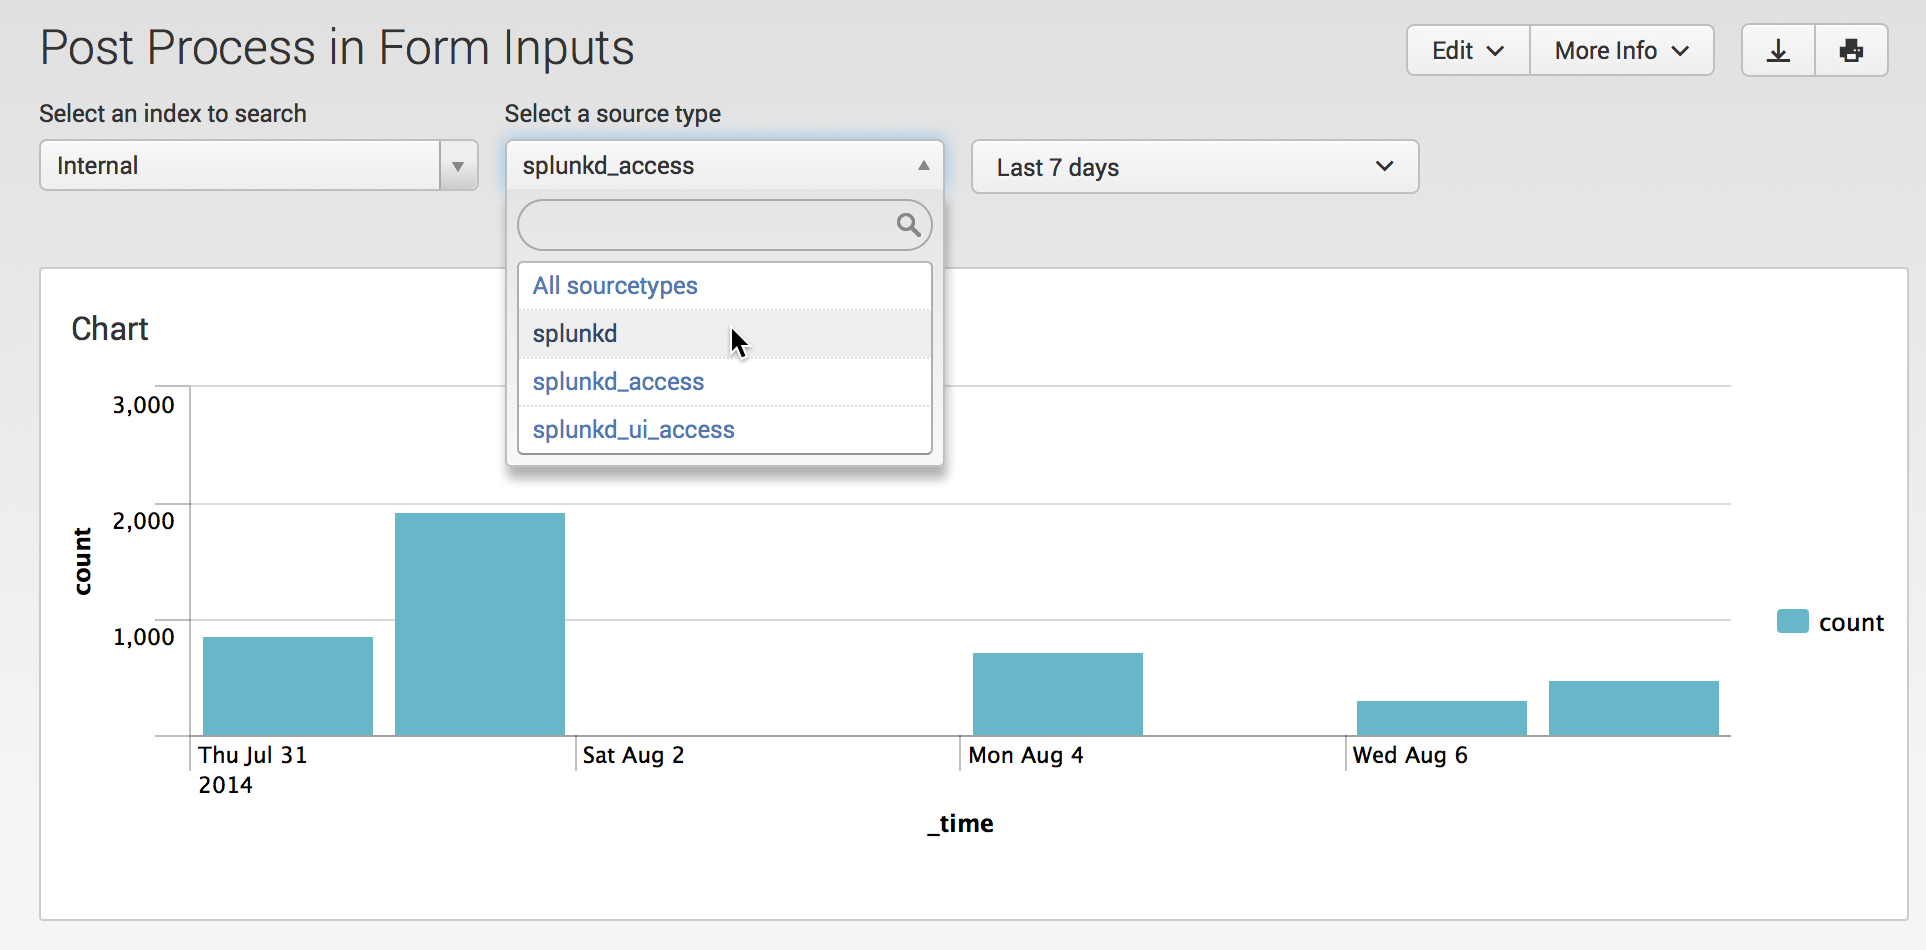 Post Process in Form Inputs
Edit
More Info
Select an index to search
Select a source type
Internal
splunkd_access
Last 7 days
All sourcetypes
splunkd
splunkd_access
splunkd_ui_access
Chart
3,000
2,000
1,000
count
count
Thu Jul 31
2014
Sat Aug 2
Mon Aug 4
Wed Aug 6
_time